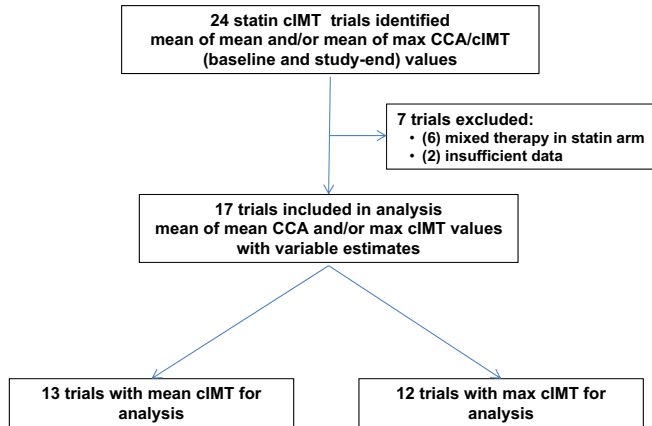 24 statin cIMT trials identified
mean of mean and/or mean of max CCA/cIMT
(baseline and study-end) values
7 trials excluded:
• (6) mixed therapy in statin arm
• (2) insufficient data
17 trials included in analysis
mean of mean CCA and/or max cIMT values
with variable estimates
13 trials with mean cIMT for
analysis
12 trials with max cIMT for
analysis